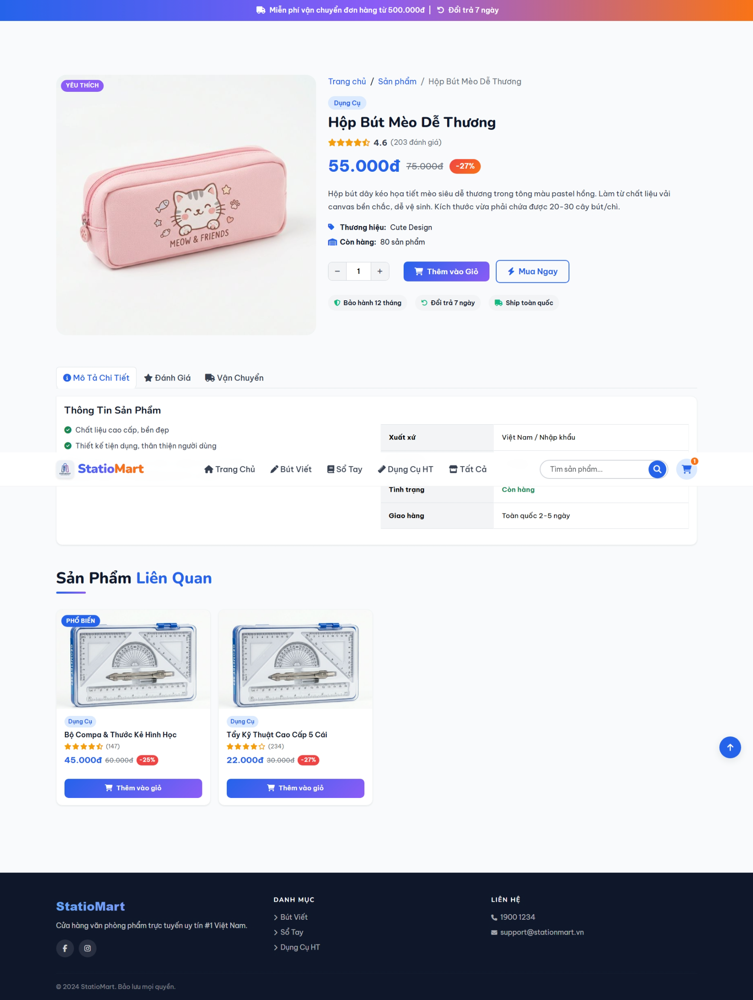 Miễn phí vận chuyển đơn hàng từ 500.000đ | Đổi trả 7 ngày
YÊU THÍCH
MEOW & FRIENDS
Trang chủ / Sản phẩm / Hộp Bút Mèo Dễ Thương
Dụng Cụ
Hộp Bút Mèo Dễ Thương
4.6 (203 đánh giá)
55.000đ 75.000đ -27%
Hộp bút dây kéo họa tiết mèo siêu dễ thương trong tông màu pastel hồng. Làm từ chất liệu vải
canvas bền chắc, dễ vệ sinh. Kích thước vừa phải chứa được 20-30 cây bút/chì.
Thương hiệu: Cute Design
Còn hàng: 80 sản phẩm
− 1 + Thêm vào Giỏ Mua Ngay
Bảo hành 12 tháng Đổi trả 7 ngày Ship toàn quốc
Mô Tả Chi Tiết Đánh Giá Vận Chuyển
Thông Tin Sản Phẩm
Chất liệu cao cấp, bền đẹp
Thiết kế tiện dụng, thân thiện người dùng
Xuất xứ Việt Nam / Nhập khẩu
StatioMart Trang Chủ Bút Viết Sổ Tay Dụng Cụ HT Tất Cả Tìm sản phẩm... 1
Tình trạng Còn hàng
Giao hàng Toàn quốc 2-5 ngày
Sản Phẩm Liên Quan
PHỔ BIẾN
GEOMETRY SET
Dụng Cụ
Bộ Compa & Thước Kẻ Hình Học
(147)
45.000đ 60.000đ -25%
Thêm vào giỏ
GEOMETRY SET
Dụng Cụ
Tẩy Kỹ Thuật Cao Cấp 5 Cái
(234)
22.000đ 30.000đ -27%
Thêm vào giỏ
StatioMart
Cửa hàng văn phòng phẩm trực tuyến uy tín #1 Việt Nam.
DANH MỤC
Bút Viết
Sổ Tay
Dụng Cụ HT
LIÊN HỆ
1900 1234
support@stationmart.vn
© 2024 StatioMart. Bảo lưu mọi quyền.